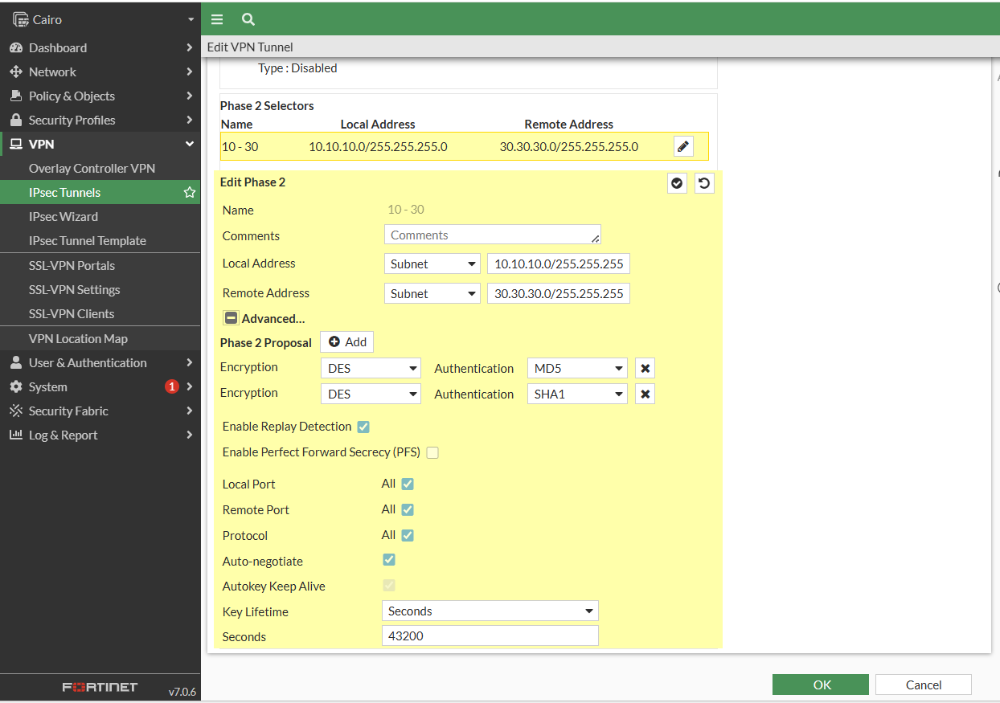 Cairo
Dashboard
Network
Policy & Objects
Security Profiles
VPN
Overlay Controller VPN
IPsec Tunnels
IPsec Wizard
IPsec Tunnel Template
SSL-VPN Portals
SSL-VPN Settings
SSL-VPN Clients
VPN Location Map
User & Authentication
System 1
Security Fabric
Log & Report
FORTINET v7.0.6
Edit VPN Tunnel
Type : Disabled
Phase 2 Selectors
Name Local Address Remote Address
10 - 30 10.10.10.0/255.255.255.0 30.30.30.0/255.255.255.0
Edit Phase 2
Name 10 - 30
Comments Comments
Local Address Subnet 10.10.10.0/255.255.255
Remote Address Subnet 30.30.30.0/255.255.255
Advanced...
Phase 2 Proposal Add
Encryption DES Authentication MD5
Encryption DES Authentication SHA1
Enable Replay Detection
Enable Perfect Forward Secrecy (PFS)
Local Port All
Remote Port All
Protocol All
Auto-negotiate
Autokey Keep Alive
Key Lifetime Seconds
Seconds 43200
OK Cancel